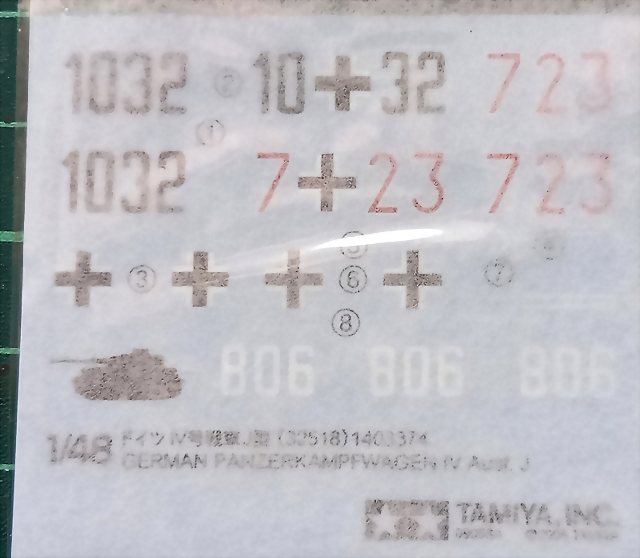 1032 ② 10 32 723
①
1032 7 23 723
③ ⑥ ⑦
⑧
806 806 806
1/48 ドイツIV号戦車J型 (32518) 1403374
GERMAN PANZERKAMPFWAGEN IV Ausf. J
TAMIYA, INC.